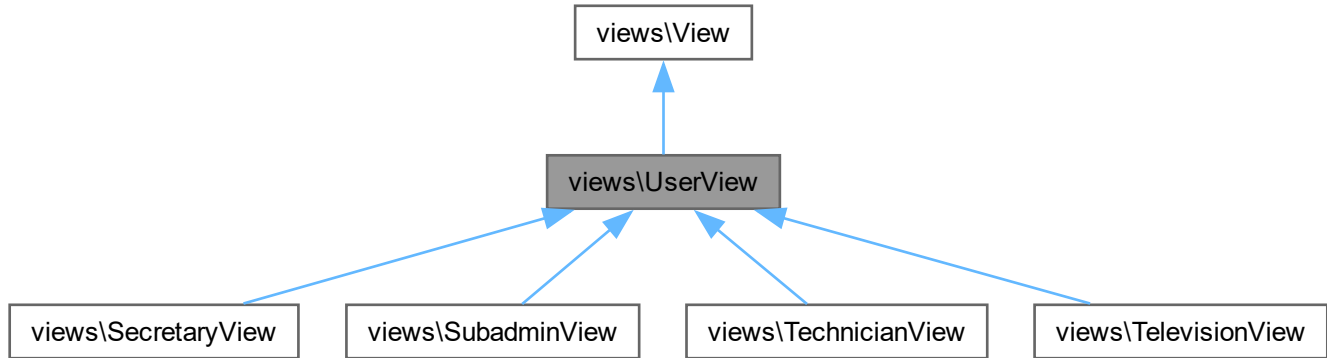 views\View
views\UserView
views\SecretaryView
views\SubadminView
views\TechnicianView
views\TelevisionView